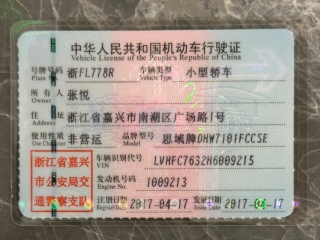 中华人民共和国机动车行驶证
Vehicle License of the People's Republic of China
号牌号码 浙FL778R 车辆类型 小型轿车
Plate No. Vehicle Type
所有人 张悦
Owner
住址 浙江省嘉兴市南湖区广场路1号
Address
使用性质 非营运 品牌型号 思域牌DHW7101FCCSE
浙江省嘉兴市公安局交通警察支队
车辆识别代号 LVHFC7632H6009215
VIN
发动机号码 1009213
Engine No.
注册日期 2017-04-17 发证日期 2017-04-17
Issue Date